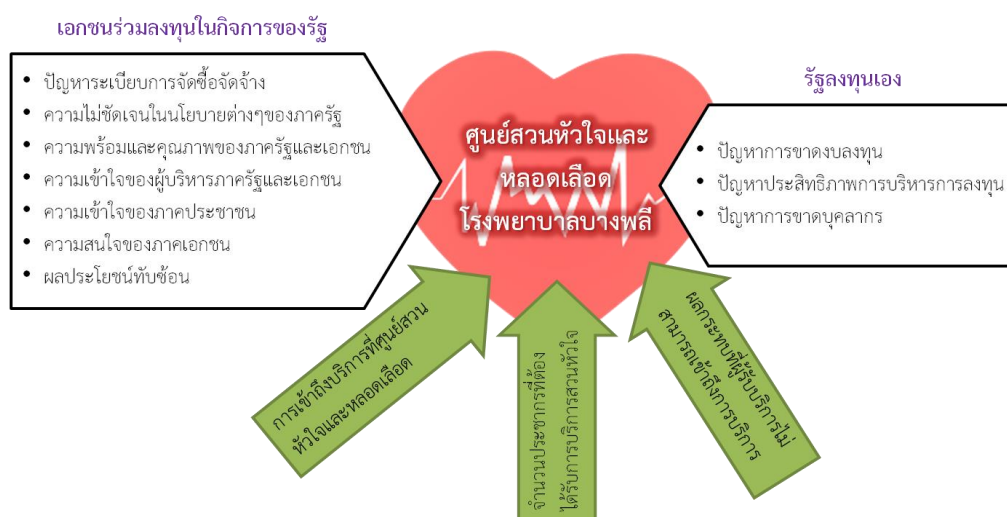 เอกชนร่วมลงทุนในกิจการของรัฐ
• ปัญหาระเบียบการจัดซื้อจัดจ้าง
• ความไม่ชัดเจนในนโยบายต่างๆของภาครัฐ
• ความพร้อมและคุณภาพของภาครัฐและเอกชน
• ความเข้าใจของผู้บริหารภาครัฐและเอกชน
• ความเข้าใจของภาคประชาชน
• ความสนใจของภาคเอกชน
• ผลประโยชน์ทับซ้อน
ศูนย์สวนหัวใจและ
หลอดเลือด
โรงพยาบาลบางพลี
รัฐลงทุนเอง
• ปัญหาการขาดงบลงทุน
• ปัญหาประสิทธิภาพการบริหารการลงทุน
• ปัญหาการขาดบุคลากร
การเข้าถึงบริการที่ศูนย์สวน
หัวใจและหลอดเลือด
จำนวนประชากรที่ต้อง
ได้รับการบริการสวนหัวใจ
ผลกระทบที่ผู้รับบริการไม่
สามารถเข้าถึงการบริการ